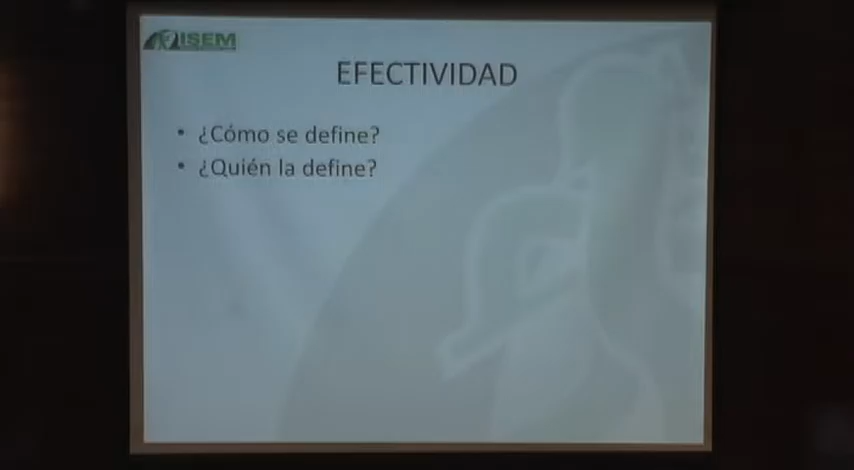 ISEM
EFECTIVIDAD
• ¿Cómo se define?
• ¿Quién la define?